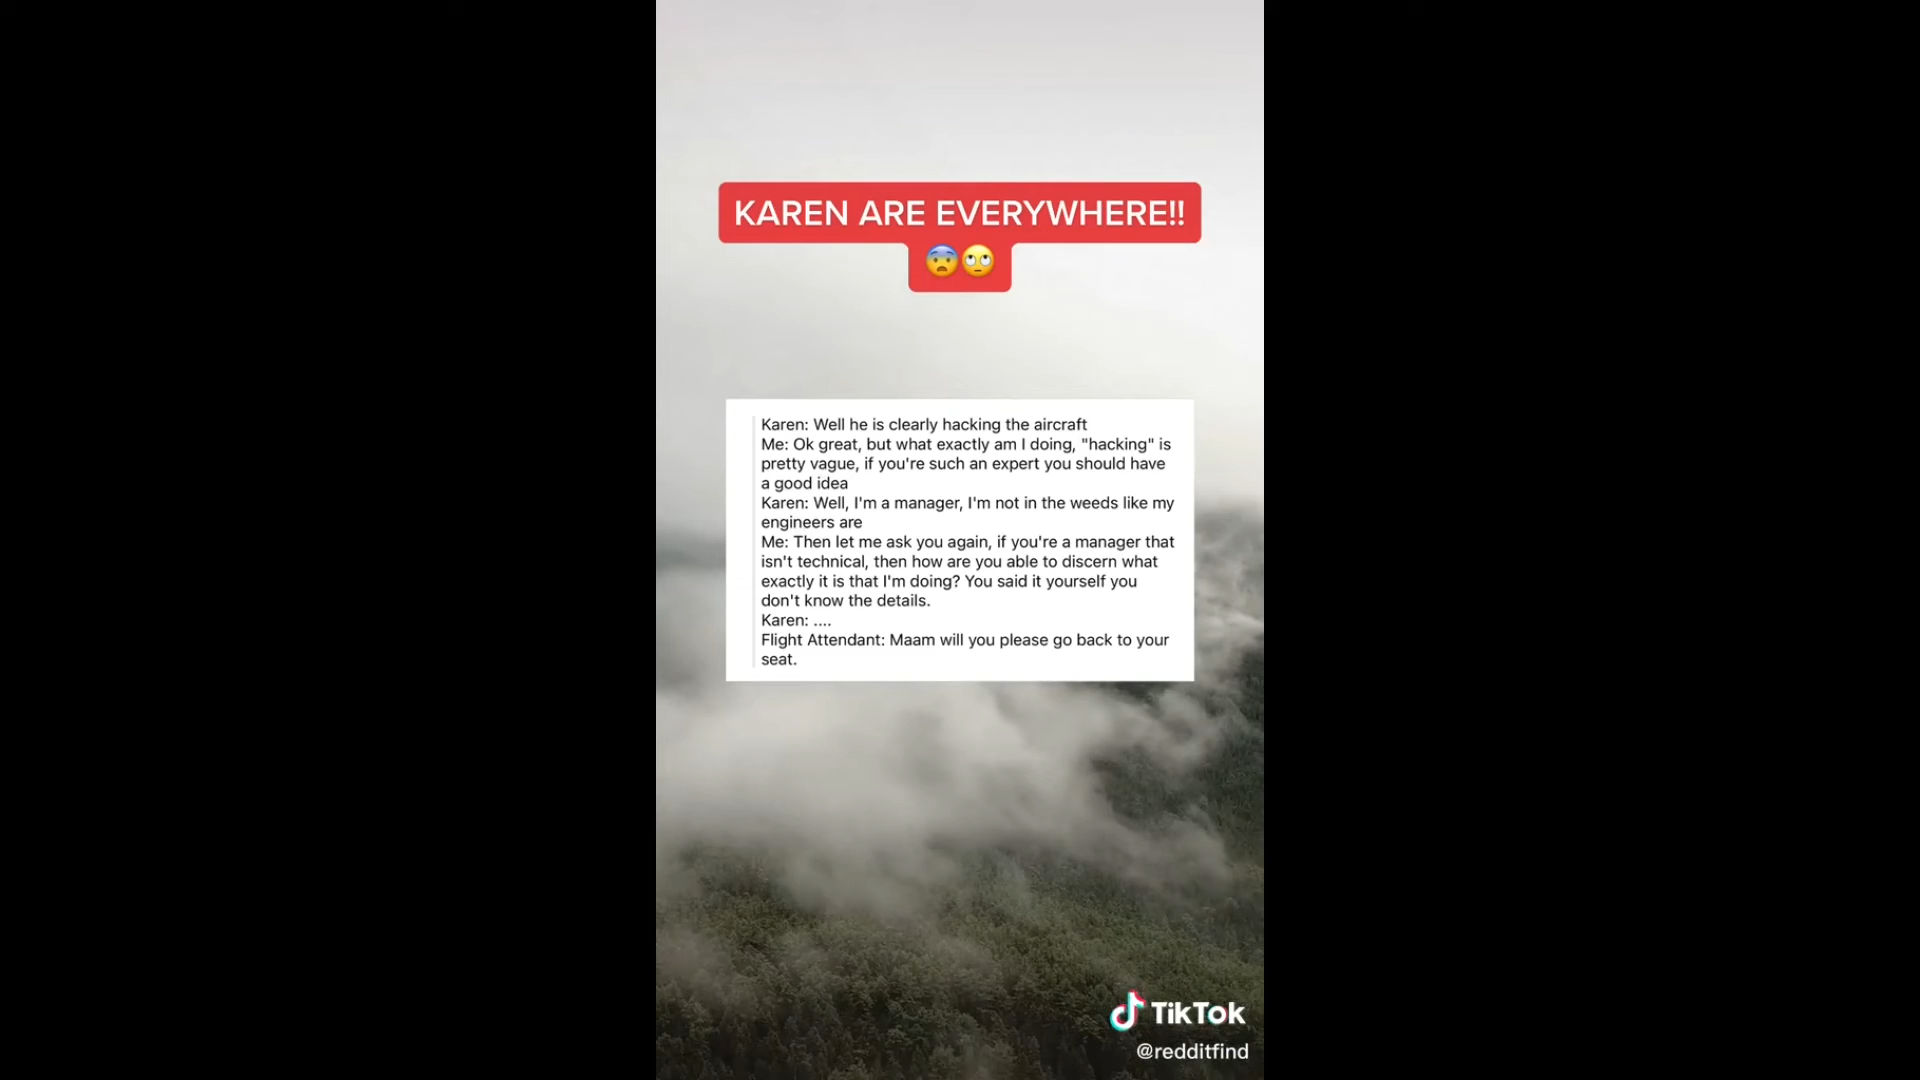 KAREN ARE EVERYWHERE!!
😨🙄
Karen: Well he is clearly hacking the aircraft
Me: Ok great, but what exactly am I doing, "hacking" is
pretty vague, if you're such an expert you should have
a good idea
Karen: Well, I'm a manager, I'm not in the weeds like my
engineers are
Me: Then let me ask you again, if you're a manager that
isn't technical, then how are you able to discern what
exactly it is that I'm doing? You said it yourself you
don't know the details.
Karen: ....
Flight Attendant: Maam will you please go back to your
seat.
TikTok
@redditfind